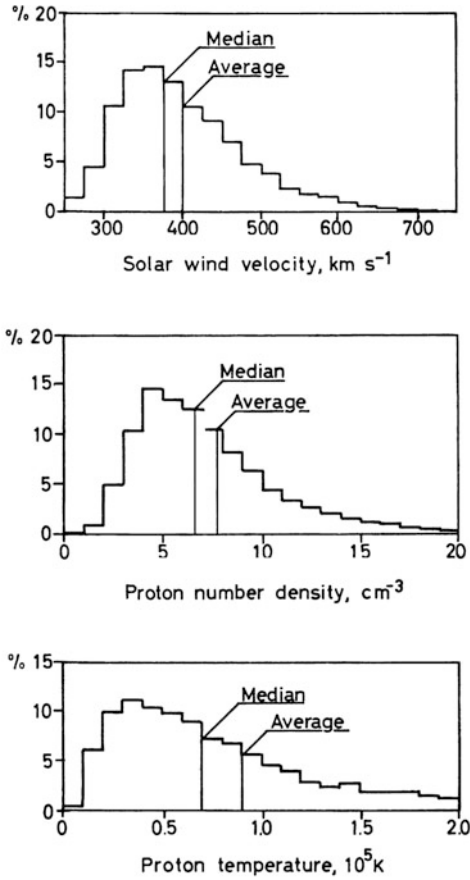 % 20
Median
15
Average
10
5
0
300 400 500 600 700
Solar wind velocity, km s⁻¹
% 20
Median
15
Average
10
5
0
0 5 10 15 20
Proton number density, cm⁻³
% 15
Median
10
Average
5
0
0 0.5 1.0 1.5 2.0
Proton temperature, 10⁵K